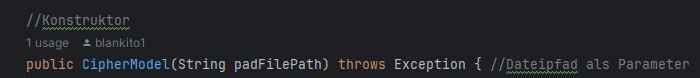 //Konstruktor
1 usage blankito1
public CipherModel(String padFilePath) throws Exception { //Dateipfad als Parameter